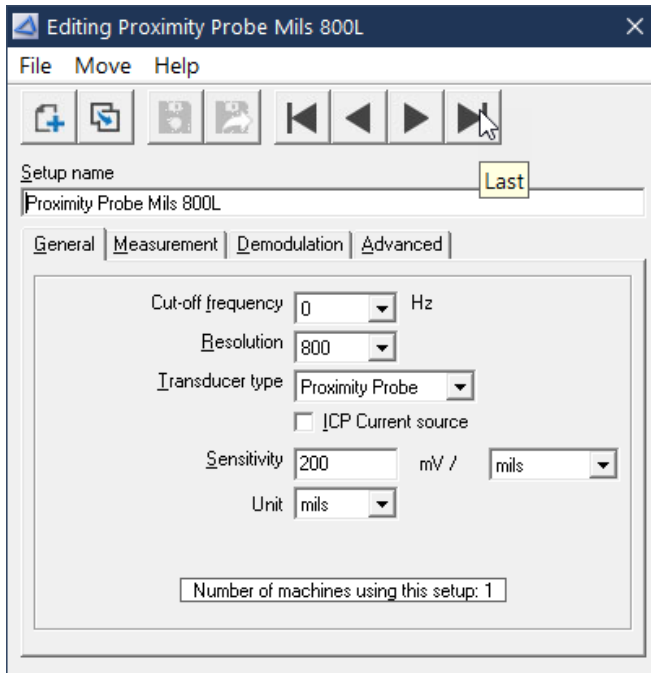 Editing Proximity Probe Mils 800L
File Move Help
Last
Setup name
Proximity Probe Mils 800L
General Measurement Demodulation Advanced
Cut-off frequency 0 Hz
Resolution 800
Transducer type Proximity Probe
ICP Current source
Sensitivity 200 mV / mils
Unit mils
Number of machines using this setup: 1